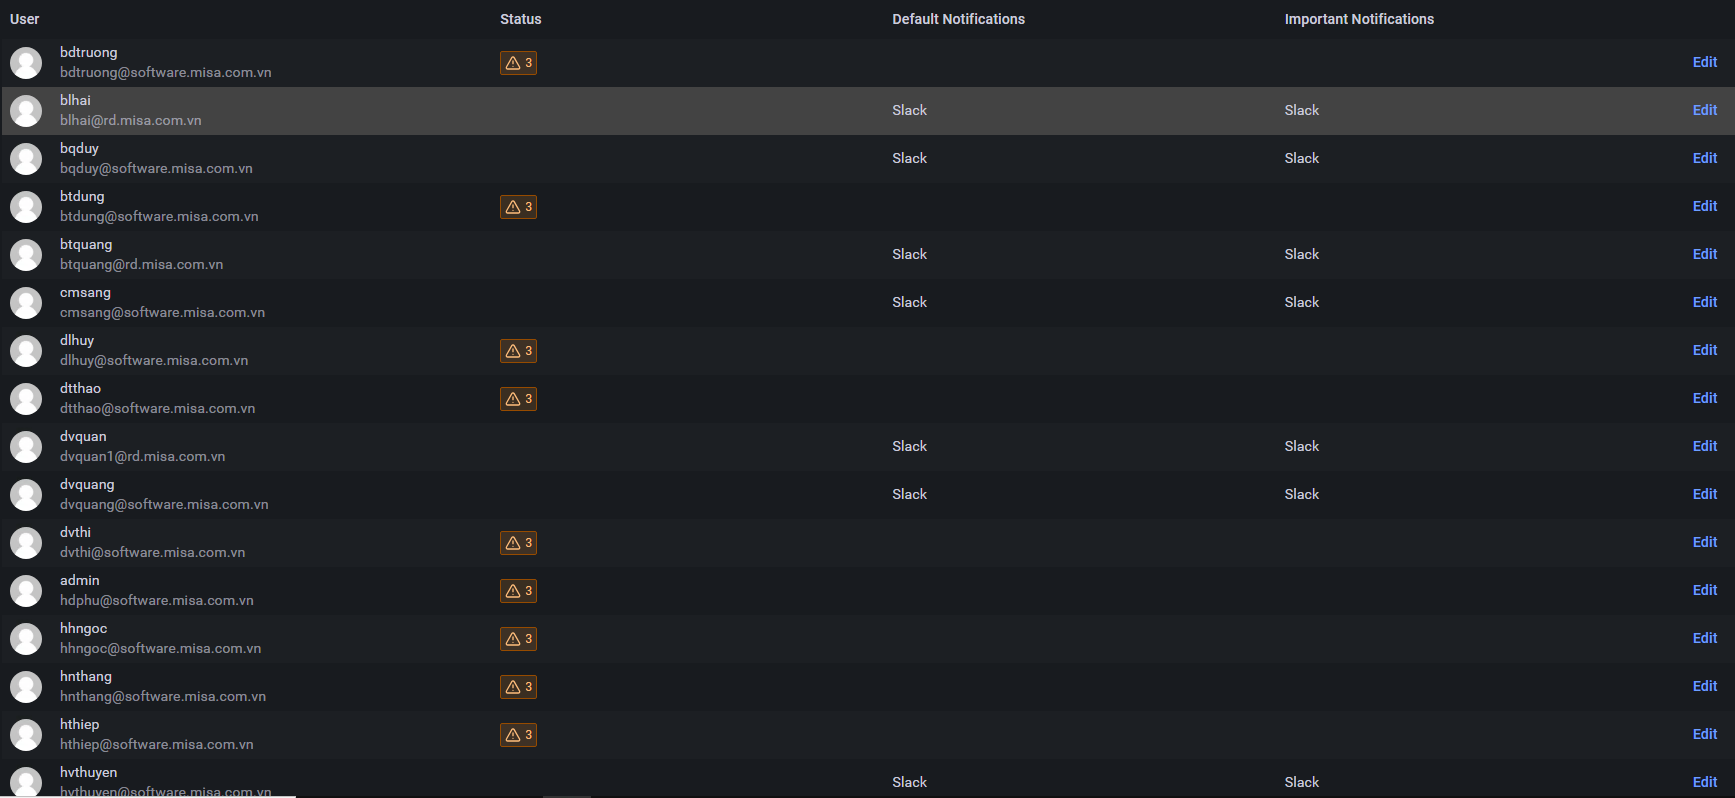 User Status Default Notifications Important Notifications
bdtruong
bdtruong@software.misa.com.vn
3 Edit
blhai
blhai@rd.misa.com.vn
Slack Slack Edit
bqduy
bqduy@software.misa.com.vn
Slack Slack Edit
btdung
btdung@software.misa.com.vn
3 Edit
btquang
btquang@rd.misa.com.vn
Slack Slack Edit
cmsang
cmsang@software.misa.com.vn
Slack Slack Edit
dlhuy
dlhuy@software.misa.com.vn
3 Edit
dtthao
dtthao@software.misa.com.vn
3 Edit
dvquan
dvquan1@rd.misa.com.vn
Slack Slack Edit
dvquang
dvquang@software.misa.com.vn
Slack Slack Edit
dvthi
dvthi@software.misa.com.vn
3 Edit
admin
hdphu@software.misa.com.vn
3 Edit
hhngoc
hhngoc@software.misa.com.vn
3 Edit
hnthang
hnthang@software.misa.com.vn
3 Edit
hthiep
hthiep@software.misa.com.vn
3 Edit
hvthuyen
hvthuyen@software.misa.com.vn
Slack Slack Edit